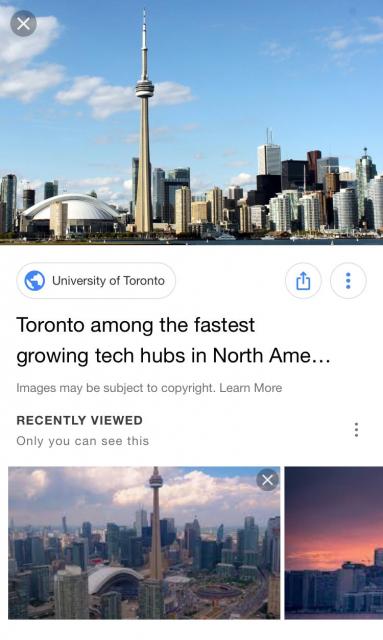 University of Toronto
Toronto among the fastest
growing tech hubs in North Ame…
Images may be subject to copyright. Learn More
RECENTLY VIEWED
Only you can see this